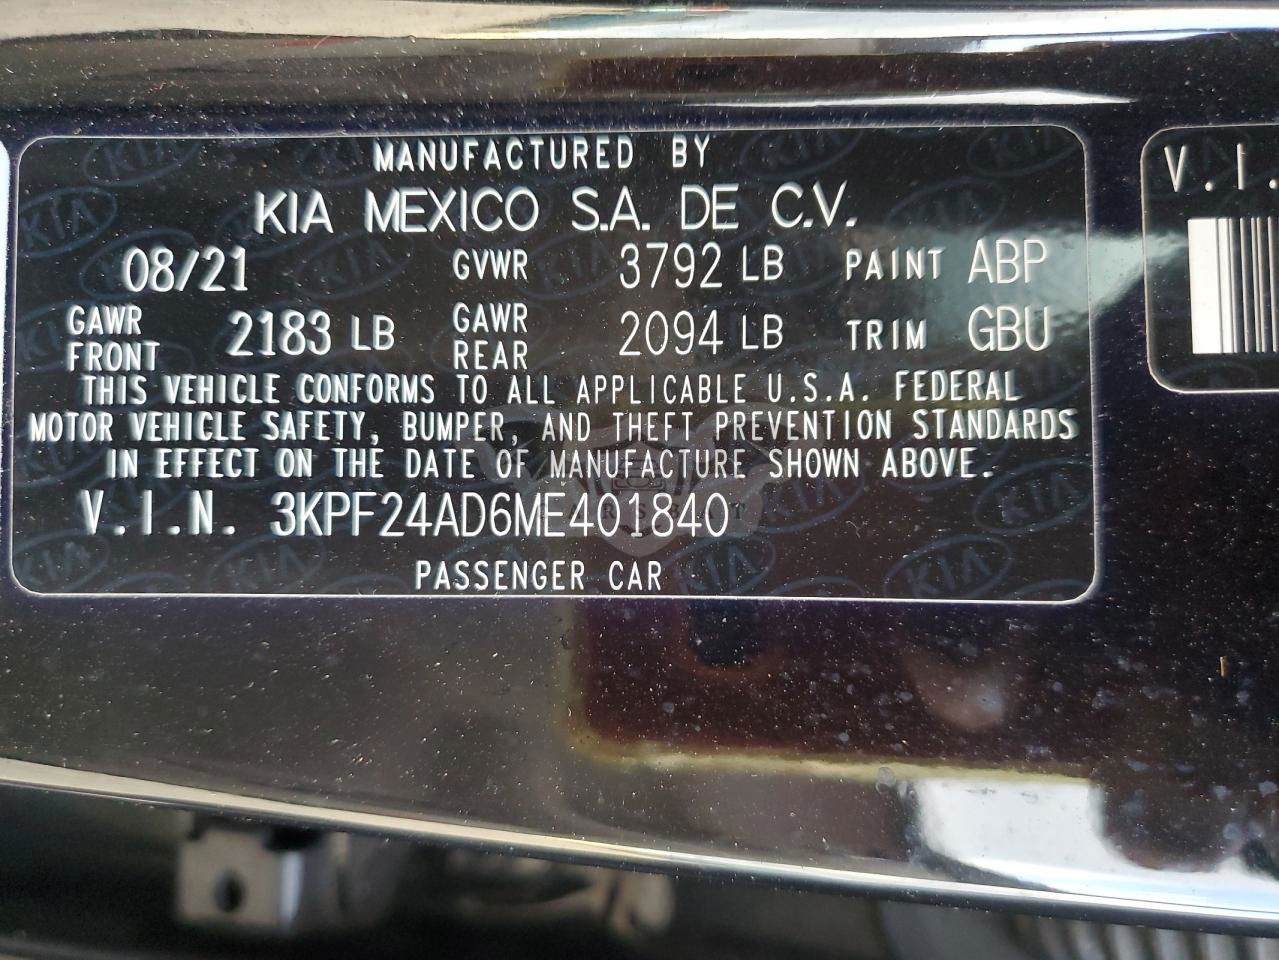 MANUFACTURED BY
KIA MEXICO S.A. DE C.V.
08/21 GVWR 3792 LB PAINT ABP
GAWR FRONT 2183 LB GAWR REAR 2094 LB TRIM GBU
THIS VEHICLE CONFORMS TO ALL APPLICABLE U.S.A. FEDERAL
MOTOR VEHICLE SAFETY, BUMPER, AND THEFT PREVENTION STANDARDS
IN EFFECT ON THE DATE OF MANUFACTURE SHOWN ABOVE.
V.I.N. 3KPF24AD6ME401840
PASSENGER CAR
V.I.